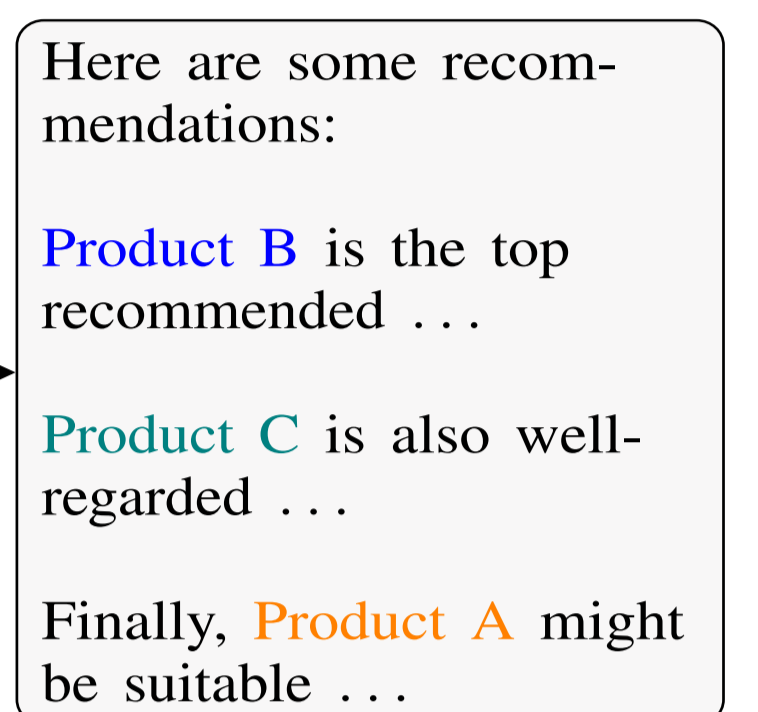 Here are some recom-
mendations:
Product B is the top
recommended . . .
Product C is also well-
regarded . . .
Finally, Product A might
be suitable . . .